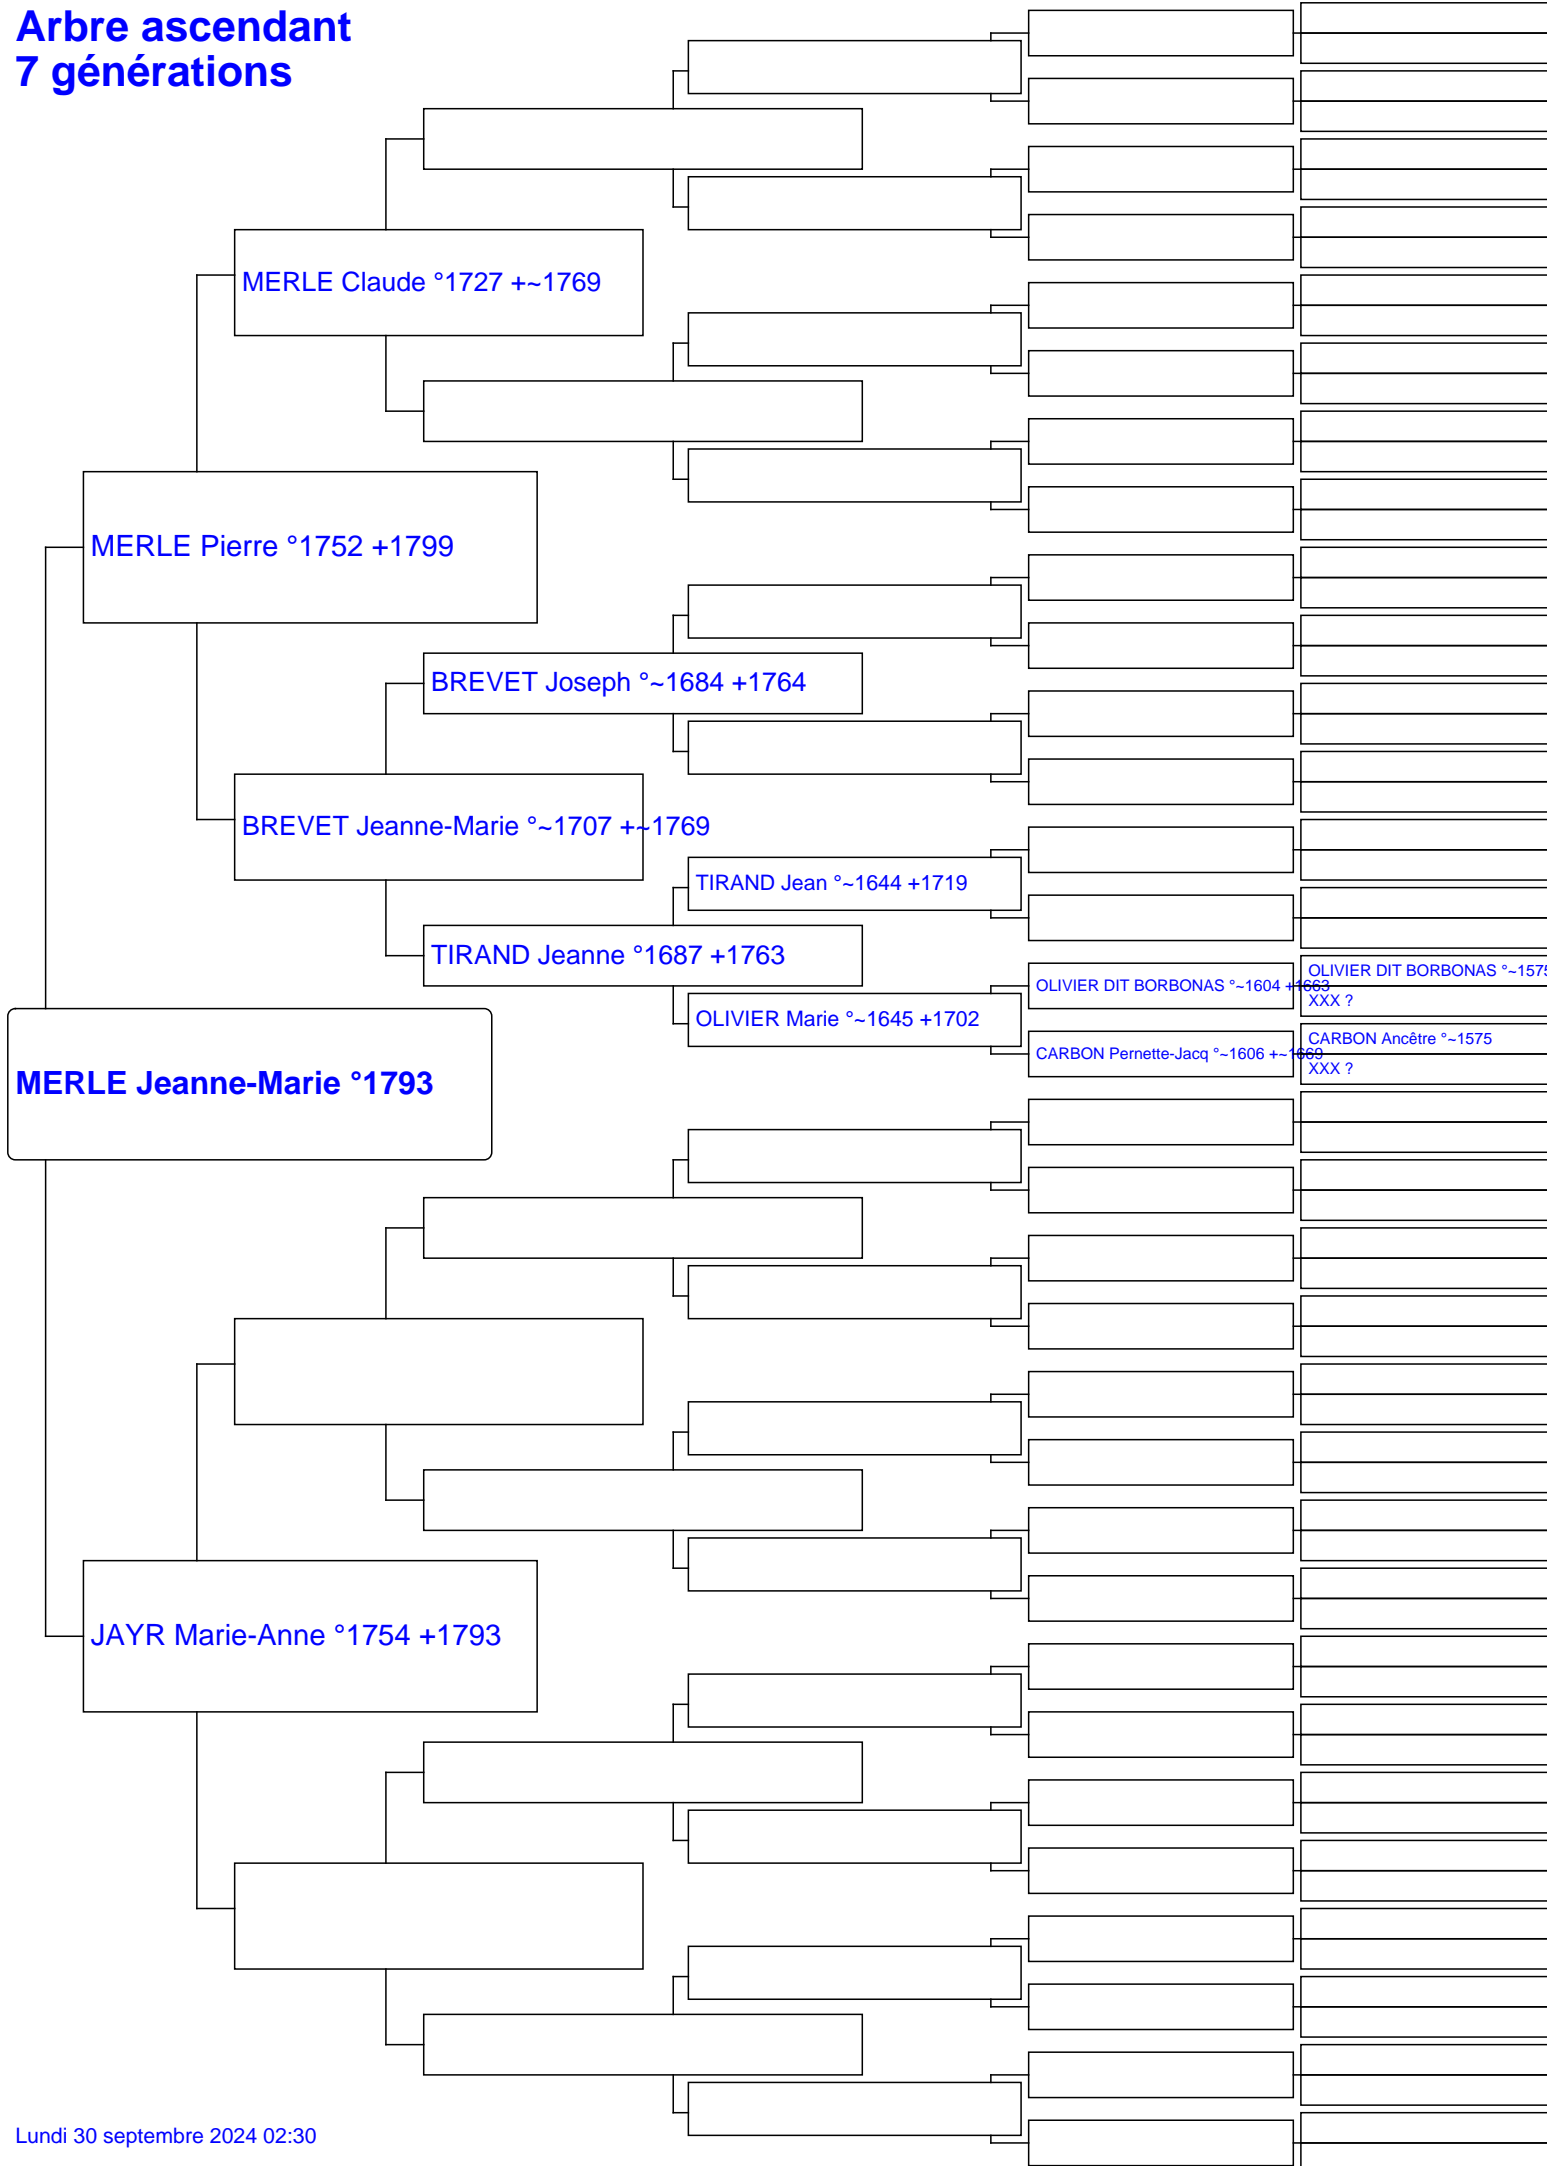 Arbre ascendant
7 générations
MERLE Claude °1727 +~1769
MERLE Pierre °1752 +1799
BREVET Joseph °~1684 +1764
BREVET Jeanne-Marie °~1707 +~1769
TIRAND Jean °~1644 +1719
TIRAND Jeanne °1687 +1763
OLIVIER DIT BORBONAS °~1575
OLIVIER DIT BORBONAS °~1604 +1663
XXX ?
OLIVIER Marie °~1645 +1702
CARBON Ancêtre °~1575
CARBON Pernette-Jacq °~1606 +~1669
XXX ?
MERLE Jeanne-Marie °1793
JAYR Marie-Anne °1754 +1793
Lundi 30 septembre 2024 02:30